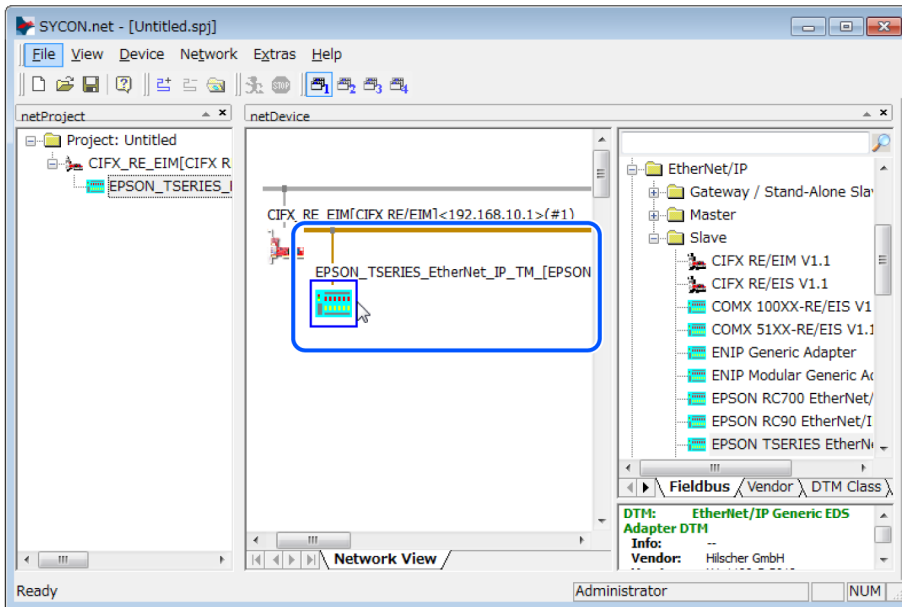 SYCON.net - [Untitled.spj]
File View Device Network Extras Help
netProject
netDevice
Project: Untitled
CIFX_RE_EIM[CIFX R
EPSON_TSERIES_
CIFX_RE_EIM[CIFX RE/EIM]<192.168.10.1>(#1)
EPSON_TSERIES_EtherNet_IP_TM_[EPSON
EtherNet/IP
Gateway / Stand-Alone Sla
Master
Slave
CIFX RE/EIM V1.1
CIFX RE/EIS V1.1
COMX 100XX-RE/EIS V1
COMX 51XX-RE/EIS V1.1
ENIP Generic Adapter
ENIP Modular Generic A
EPSON RC700 EtherNet/
EPSON RC90 EtherNet/I
EPSON TSERIES EtherN
Fieldbus Vendor DTM Class
DTM: EtherNet/IP Generic EDS
Adapter DTM
Info: --
Vendor: Hilscher GmbH
Network View
Ready
Administrator
NUM